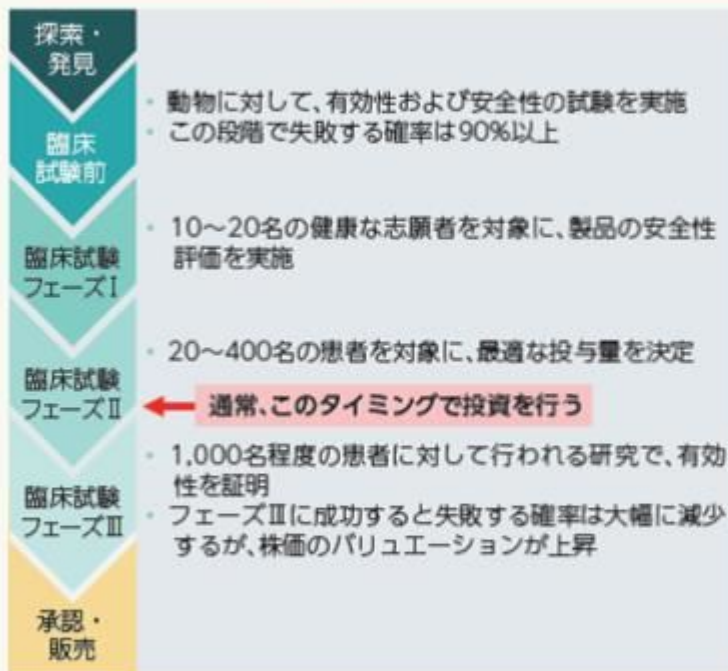 探索・
発見
・動物に対して、有効性および安全性の試験を実施
・この段階で失敗する確率は90%以上
臨床
試験前
・10～20名の健康な志願者を対象に、製品の安全性
評価を実施
臨床試験
フェーズⅠ
・20～400名の患者を対象に、最適な投与量を決定
臨床試験
フェーズⅡ
通常、このタイミングで投資を行う
・1,000名程度の患者に対して行われる研究で、有効
性を証明
・フェーズⅢに成功すると失敗する確率は大幅に減少
するが、株価のバリュエーションが上昇
臨床試験
フェーズⅢ
承認・
販売